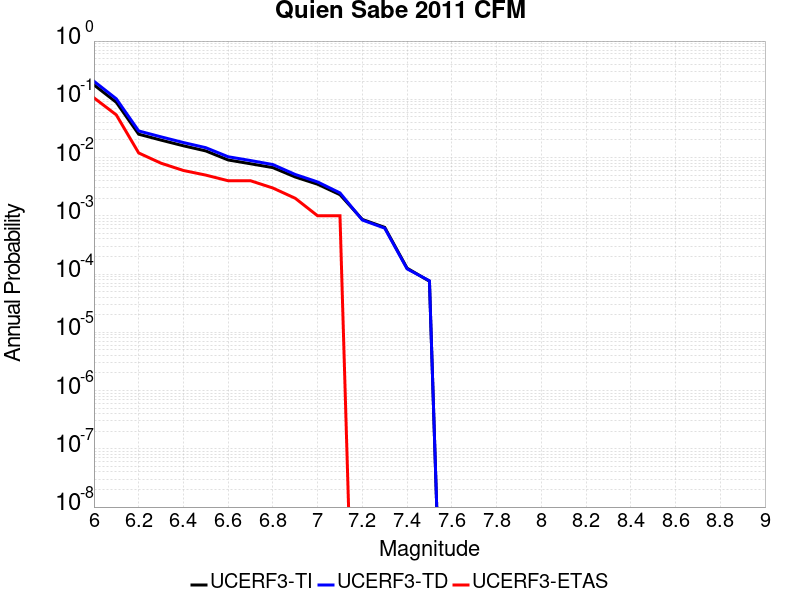 Quien Sabe 2011 CFM
10^0
10^-1
10^-2
10^-3
10^-4
10^-5
10^-6
10^-7
10^-8
Annual Probability
6 6.2 6.4 6.6 6.8 7 7.2 7.4 7.6 7.8 8 8.2 8.4 8.6 8.8 9
Magnitude
UCERF3-TI UCERF3-TD UCERF3-ETAS